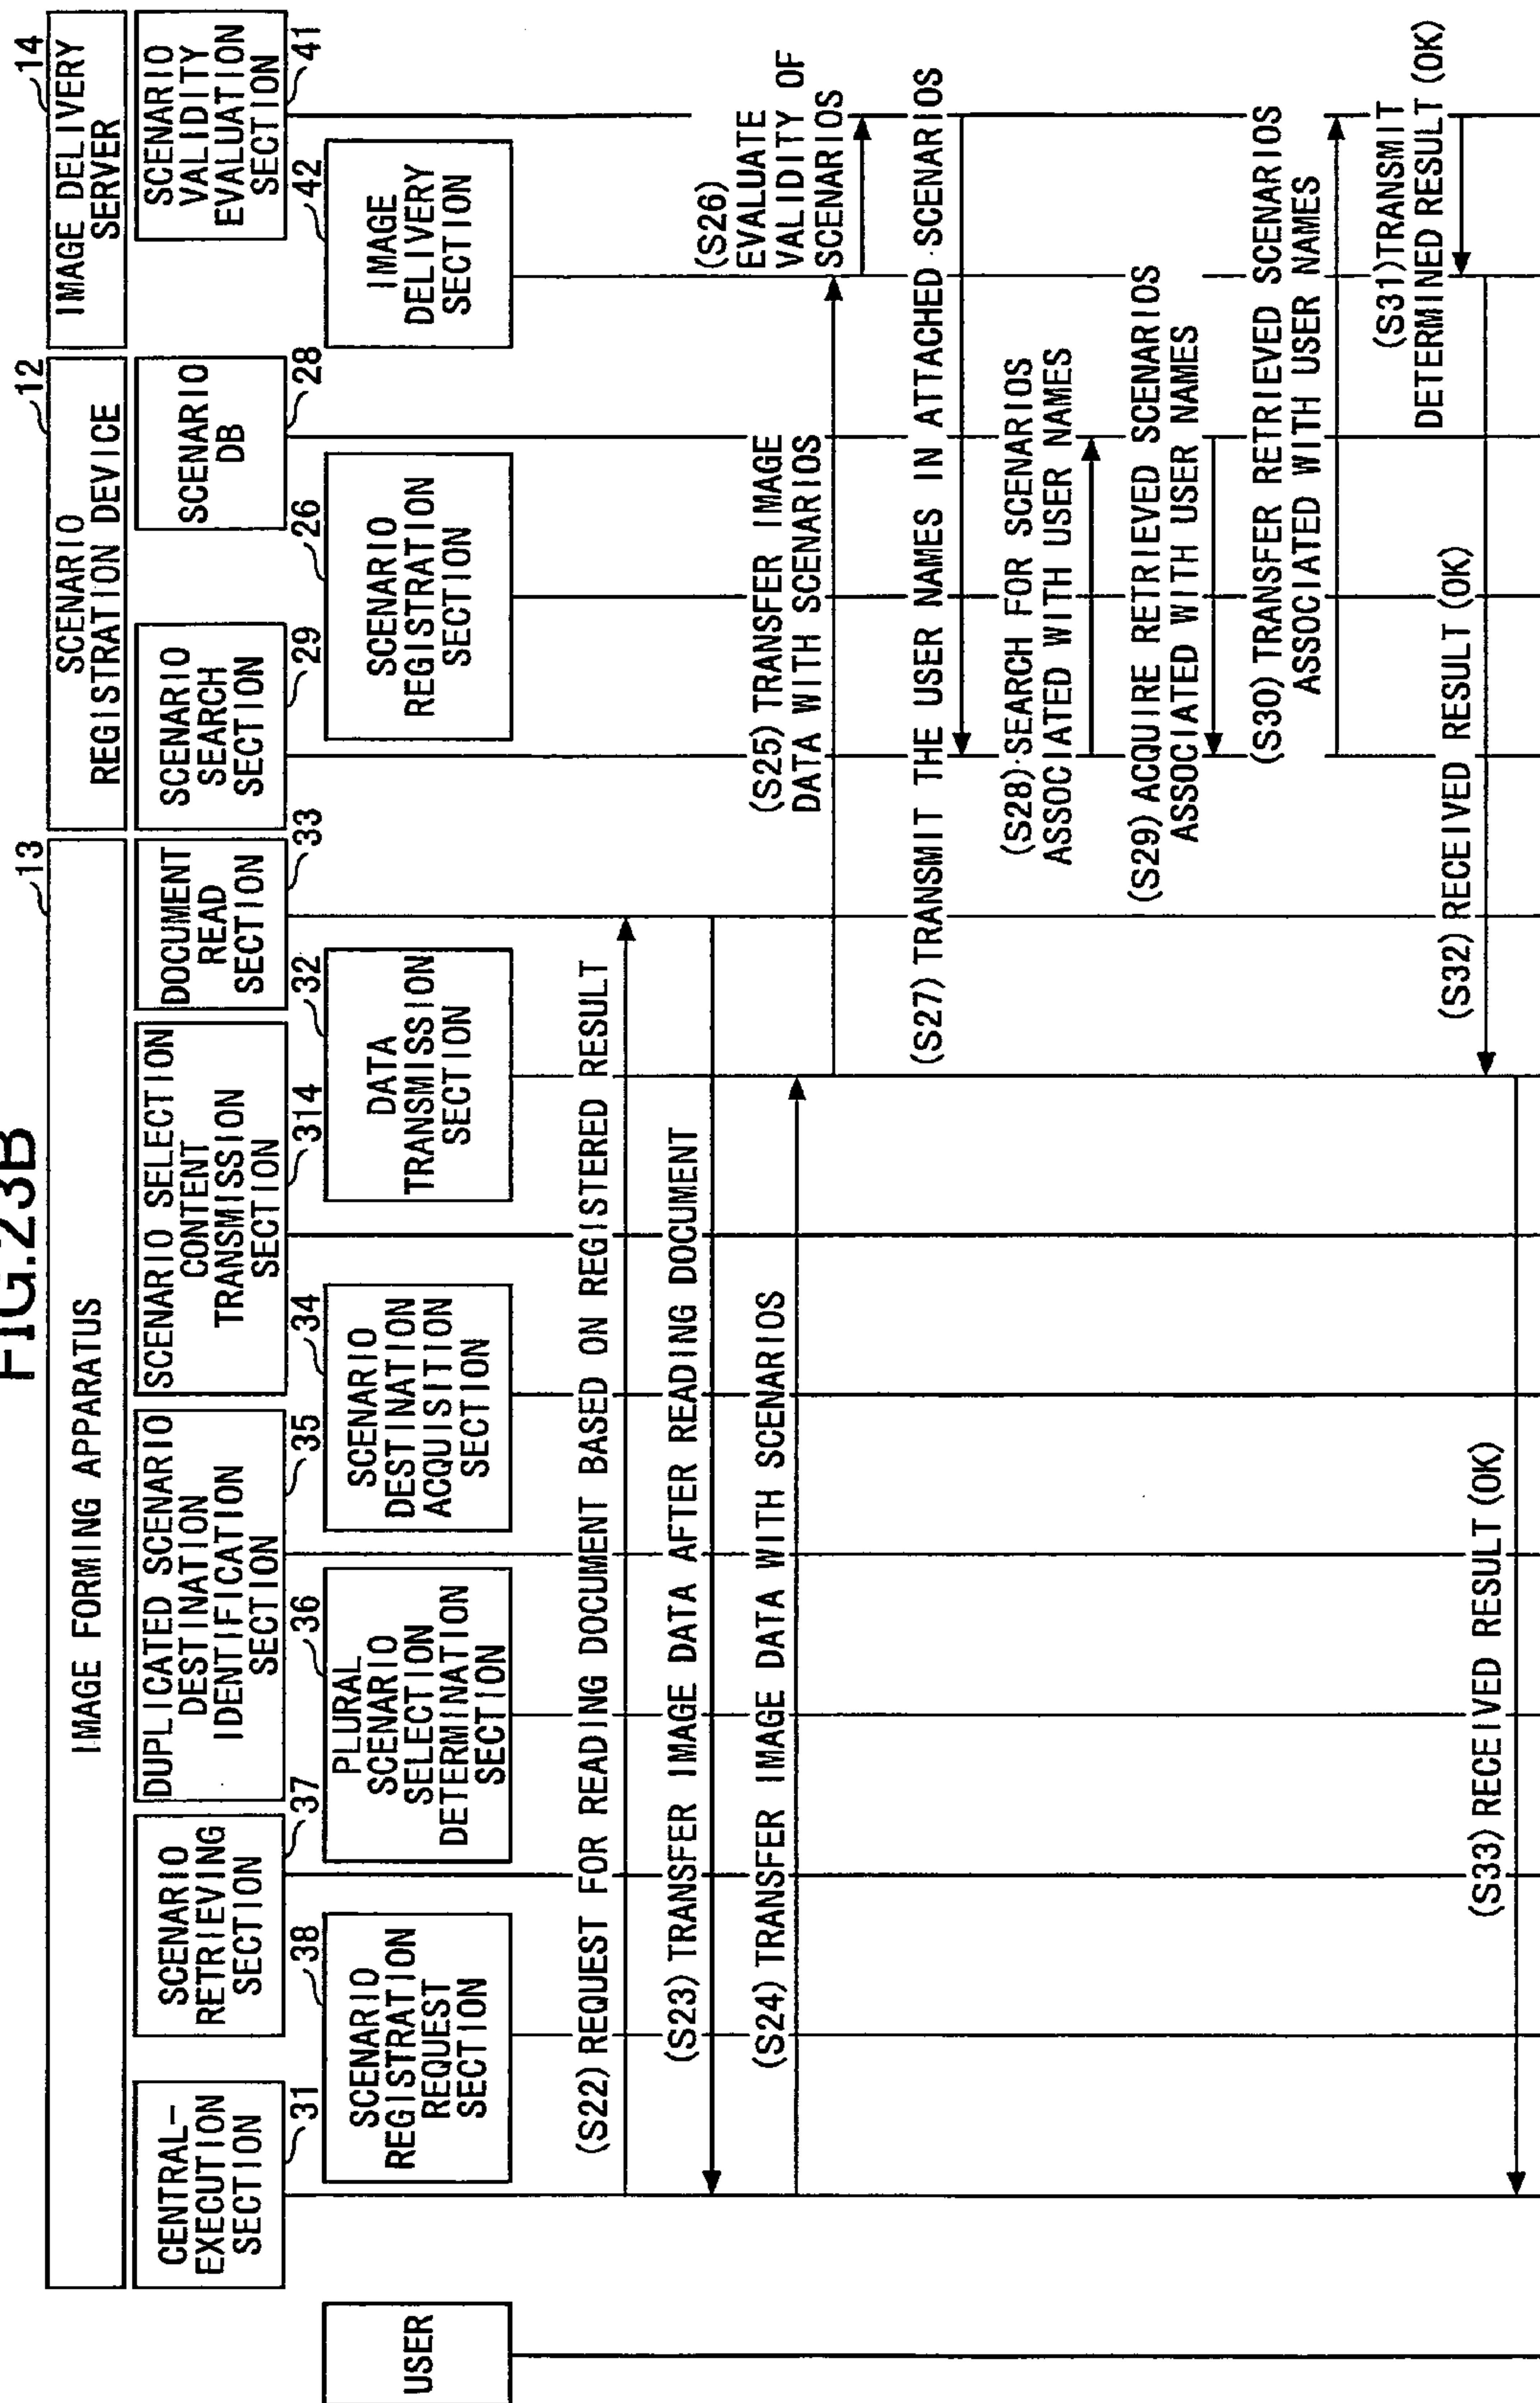 FIG.23B
IMAGE FORMING APPARATUS
13
SCENARIO
REGISTRATION DEVICE
12
IMAGE DELIVERY
SERVER
14
USER
CENTRAL-
EXECUTION
SECTION
31
SCENARIO
REGISTRATION
REQUEST
SECTION
38
SCENARIO
RETRIEVING
SECTION
37
PLURAL
SCENARIO
SELECTION
DETERMINATION
SECTION
36
DUPLICATED SCENARIO
DESTINATION
IDENTIFICATION
SECTION
35
SCENARIO
DESTINATION
ACQUISITION
SECTION
34
SCENARIO SELECTION
CONTENT
TRANSMISSION
SECTION
314
DATA
TRANSMISSION
SECTION
32
DOCUMENT
READ
SECTION
33
SCENARIO
SEARCH
SECTION
29
SCENARIO
REGISTRATION
SECTION
26
SCENARIO
DB
28
IMAGE
DELIVERY
SECTION
42
SCENARIO
VALIDITY
EVALUATION
SECTION
41
(S22) REQUEST FOR READING DOCUMENT BASED ON REGISTERED RESULT
(S23) TRANSFER IMAGE DATA AFTER READING DOCUMENT
(S24) TRANSFER IMAGE DATA WITH SCENARIOS
(S25) TRANSFER IMAGE
DATA WITH SCENARIOS
(S26)
EVALUATE
VALIDITY OF
SCENARIOS
(S27) TRANSMIT THE USER NAMES IN ATTACHED SCENARIOS
(S28) SEARCH FOR SCENARIOS
ASSOCIATED WITH USER NAMES
(S29) ACQUIRE RETRIEVED SCENARIOS
ASSOCIATED WITH USER NAMES
(S30) TRANSFER RETRIEVED SCENARIOS
ASSOCIATED WITH USER NAMES
(S31) TRANSMIT
DETERMINED RESULT (OK)
(S32) RECEIVED RESULT (OK)
(S33) RECEIVED RESULT (OK)